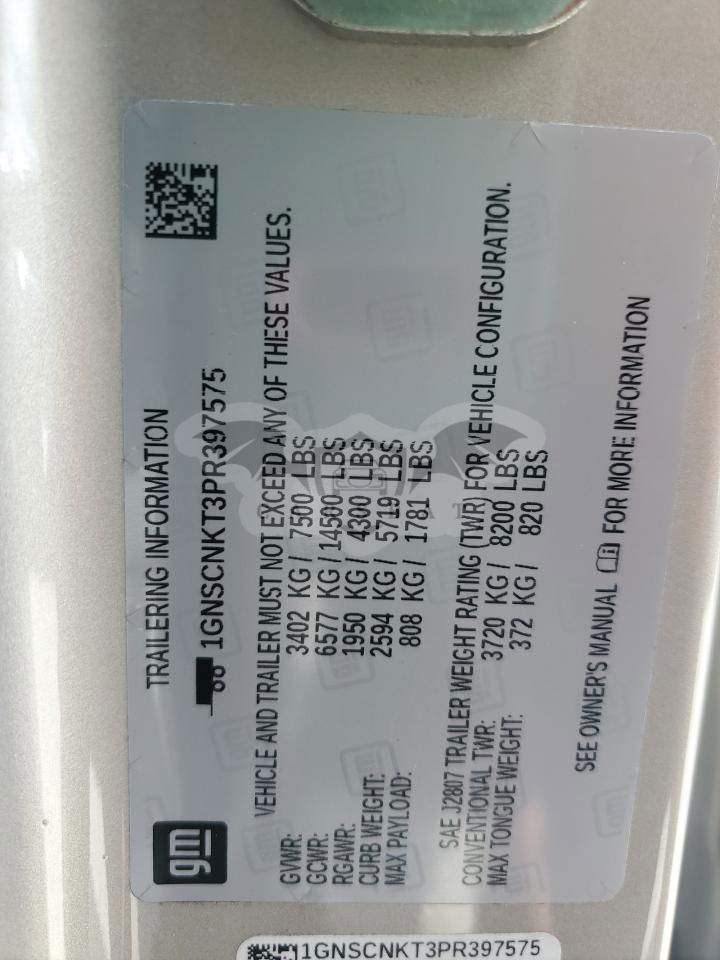 gm
TRAILERING INFORMATION
1GNSCNKT3PR397575
VEHICLE AND TRAILER MUST NOT EXCEED ANY OF THESE VALUES.
GVWR: 3402 KG / 7500 LBS
GCWR: 6577 KG / 14500 LBS
RGAWR: 1950 KG / 4300 LBS
CURB WEIGHT: 2594 KG / 5719 LBS
MAX PAYLOAD: 808 KG / 1781 LBS
SAE J2807 TRAILER WEIGHT RATING (TWR) FOR VEHICLE CONFIGURATION.
CONVENTIONAL TWR: 3720 KG / 8200 LBS
MAX TONGUE WEIGHT: 372 KG / 820 LBS
SEE OWNER'S MANUAL FOR MORE INFORMATION
1GNSCNKT3PR397575